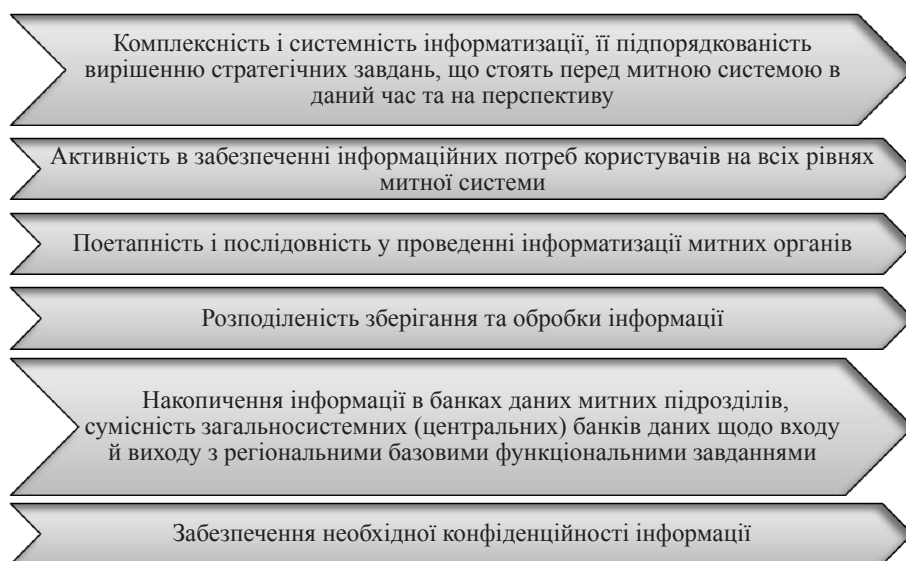 Комплексність і системність інформатизації, її підпорядкованість
вирішенню стратегічних завдань, що стоять перед митною системою в
даний час та на перспективу
Активність в забезпеченні інформаційних потреб користувачів на всіх рівнях
митної системи
Поетапність і послідовність у проведенні інформатизації митних органів
Розподіленість зберігання та обробки інформації
Накопичення інформації в банках даних митних підрозділів,
сумісність загальносистемних (центральних) банків даних щодо входу
й виходу з регіональними базовими функціональними завданнями
Забезпечення необхідної конфіденційності інформації